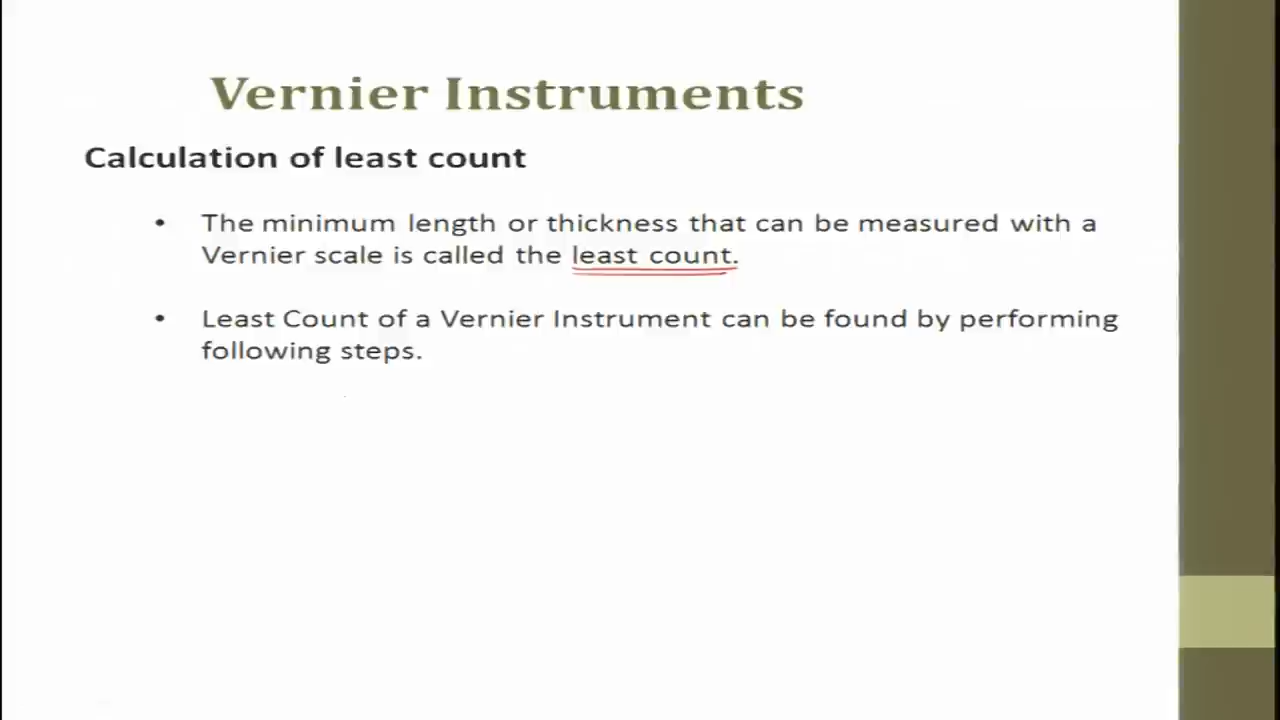 Vernier Instruments
Calculation of least count
• The minimum length or thickness that can be measured with a
Vernier scale is called the least count.
• Least Count of a Vernier Instrument can be found by performing
following steps.